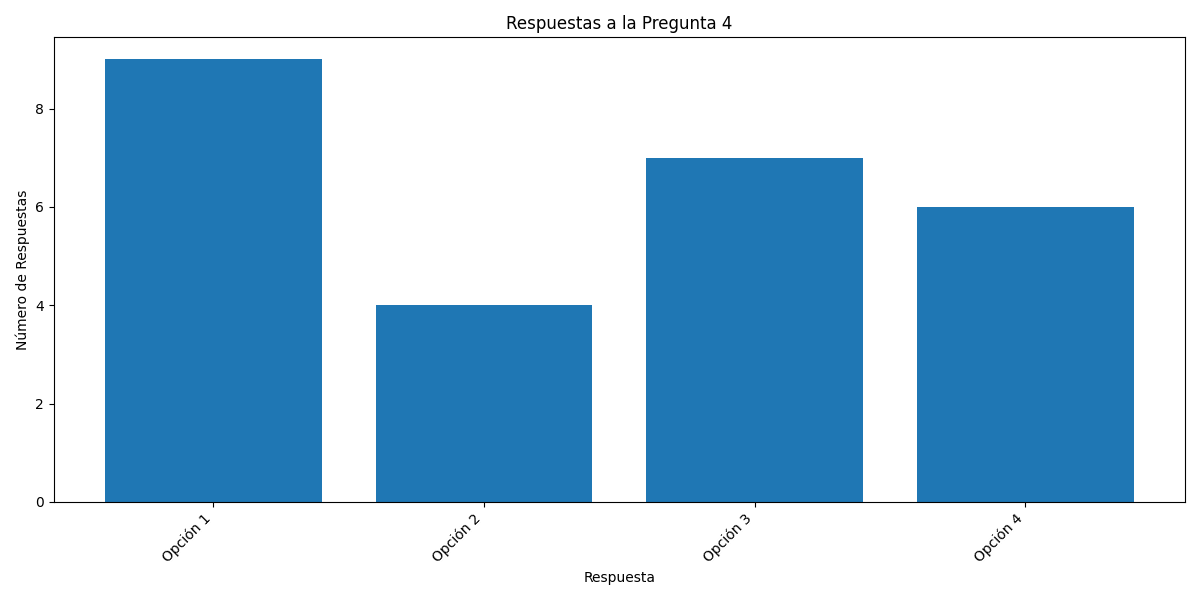 Respuestas a la Pregunta 4
Número de Respuestas
8
6
4
2
0
Opción 1
Opción 2
Opción 3
Opción 4
Respuesta